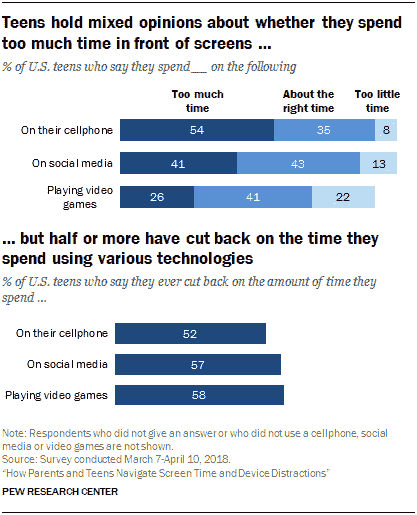 Teens hold mixed opinions about whether they spend
too much time in front of screens ...
% of U.S. teens who say they spend___ on the following
Too much time
About the right time
Too little time
On their cellphone 54 35 8
On social media 41 43 13
Playing video games 26 41 22
... but half or more have cut back on the time they
spend using various technologies
% of U.S. teens who say they ever cut back on the amount of time they
spend ...
On their cellphone 52
On social media 57
Playing video games 58
Note: Respondents who did not give an answer or who did not use a cellphone, social
media or video games are not shown.
Source: Survey conducted March 7-April 10, 2018.
“How Parents and Teens Navigate Screen Time and Device Distractions”
PEW RESEARCH CENTER